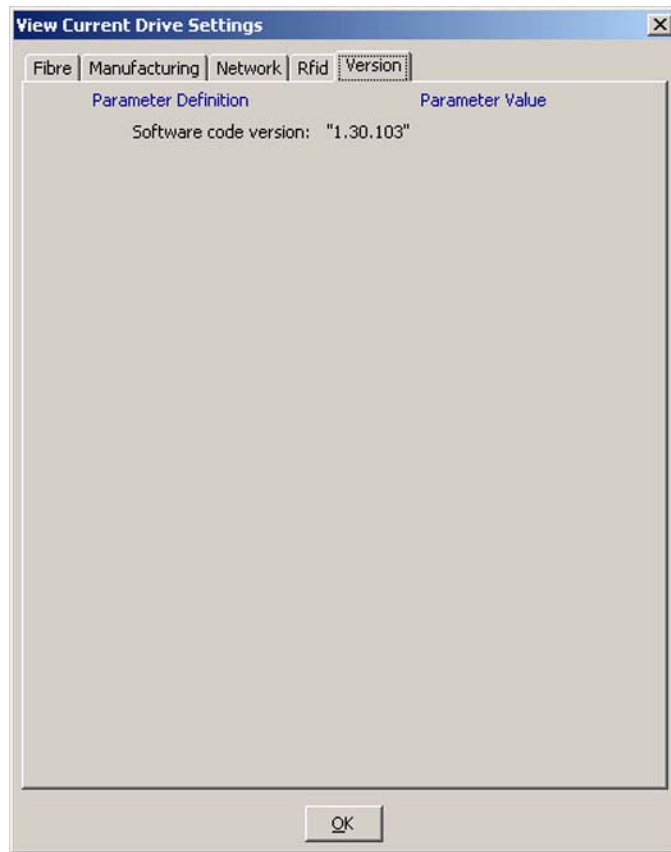 View Current Drive Settings
Fibre Manufacturing Network Rfid Version
Parameter Definition Parameter Value
Software code version: "1.30.103"
OK